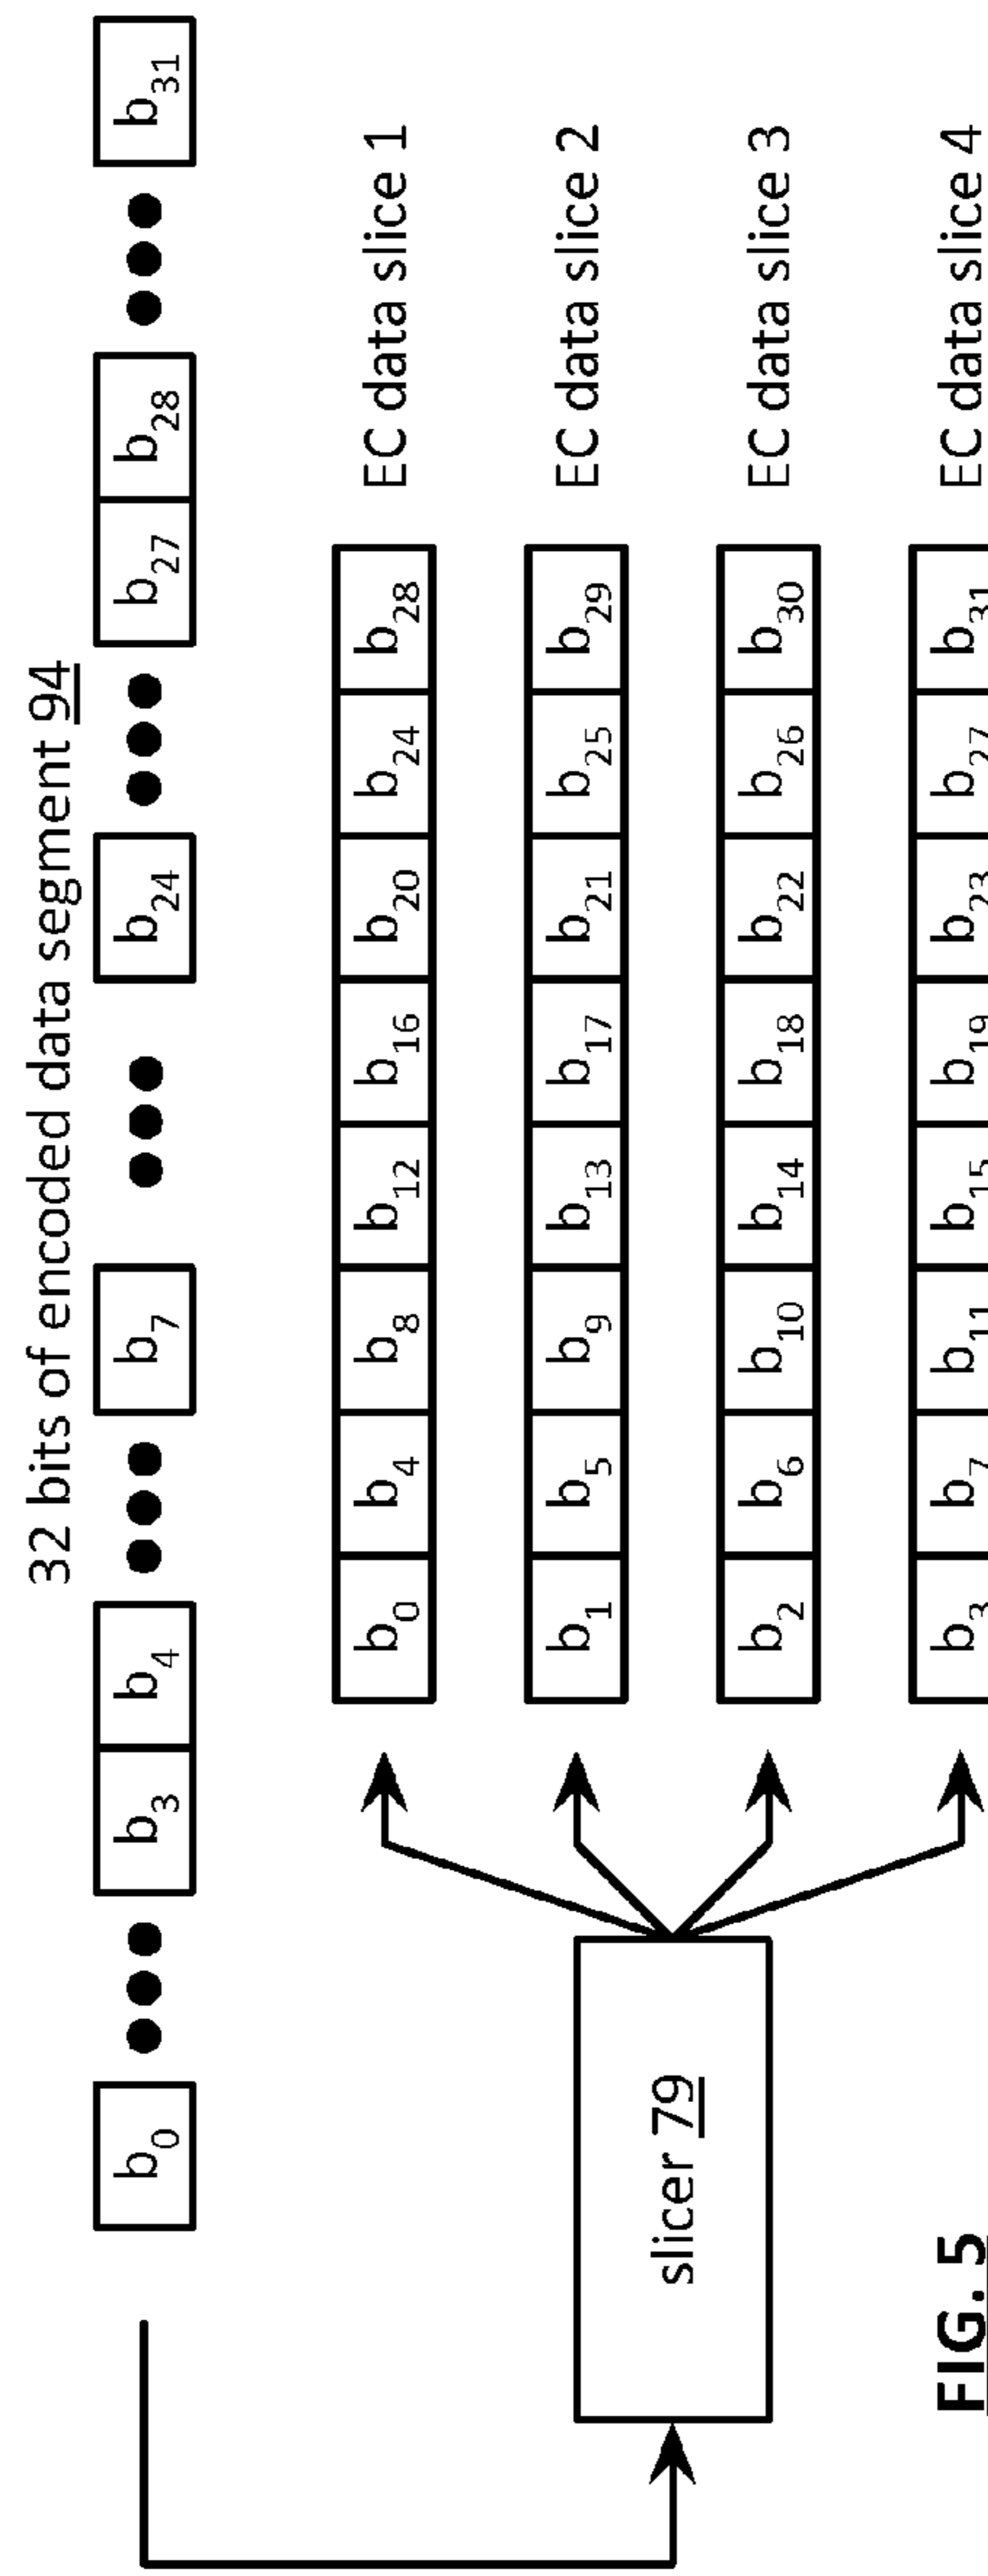 32 bits of encoded data segment 94
b0 ●●● b3 b4 ●●● b7 ●●● b24 ●●● b27 b28 ●●● b31
b0 b4 b8 b12 b16 b20 b24 b28 EC data slice 1
b1 b5 b9 b13 b17 b21 b25 b29 EC data slice 2
slicer 79
b2 b6 b10 b14 b18 b22 b26 b30 EC data slice 3
b3 b7 b11 b15 b19 b23 b27 b31 EC data slice 4
FIG. 5